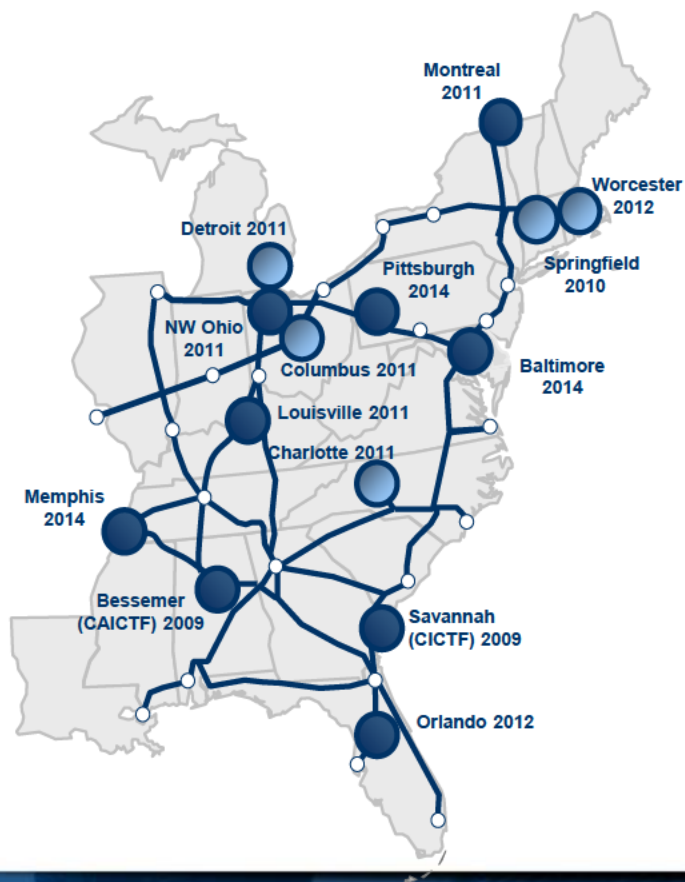 Montreal
2011
Worcester
2012
Detroit 2011
Pittsburgh
2014
Springfield
2010
NW Ohio
2011
Columbus 2011
Baltimore
2014
Louisville 2011
Charlotte 2011
Memphis
2014
Bessemer
(CAICTF) 2009
Savannah
(CICTF) 2009
Orlando 2012